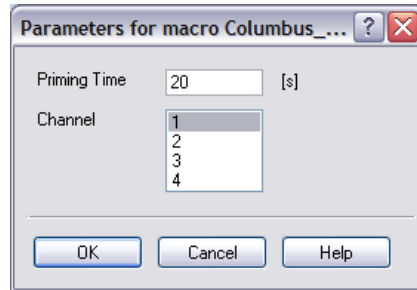 Parameters for macro Columbus_...
Priming Time 20 [s]
Channel 1
2
3
4
OK Cancel Help